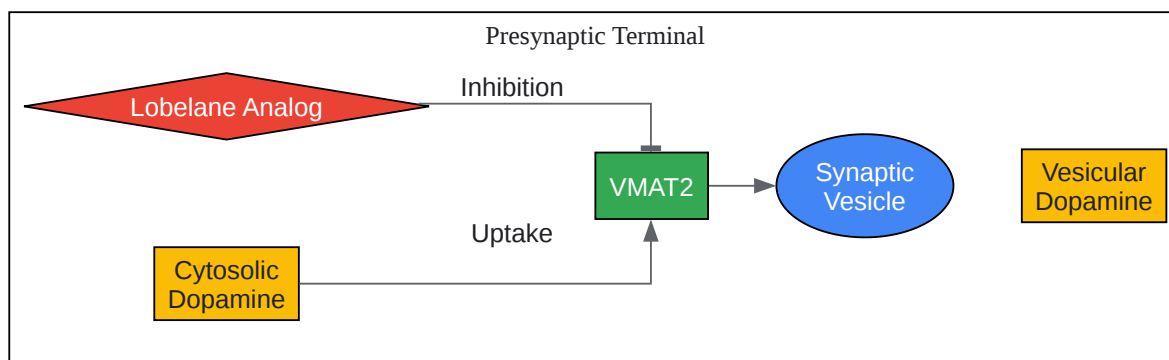 Presynaptic Terminal
Inhibition
Lobelane Analog
VMAT2
Synaptic
Vesicle
Vesicular
Dopamine
Uptake
Cytosolic
Dopamine